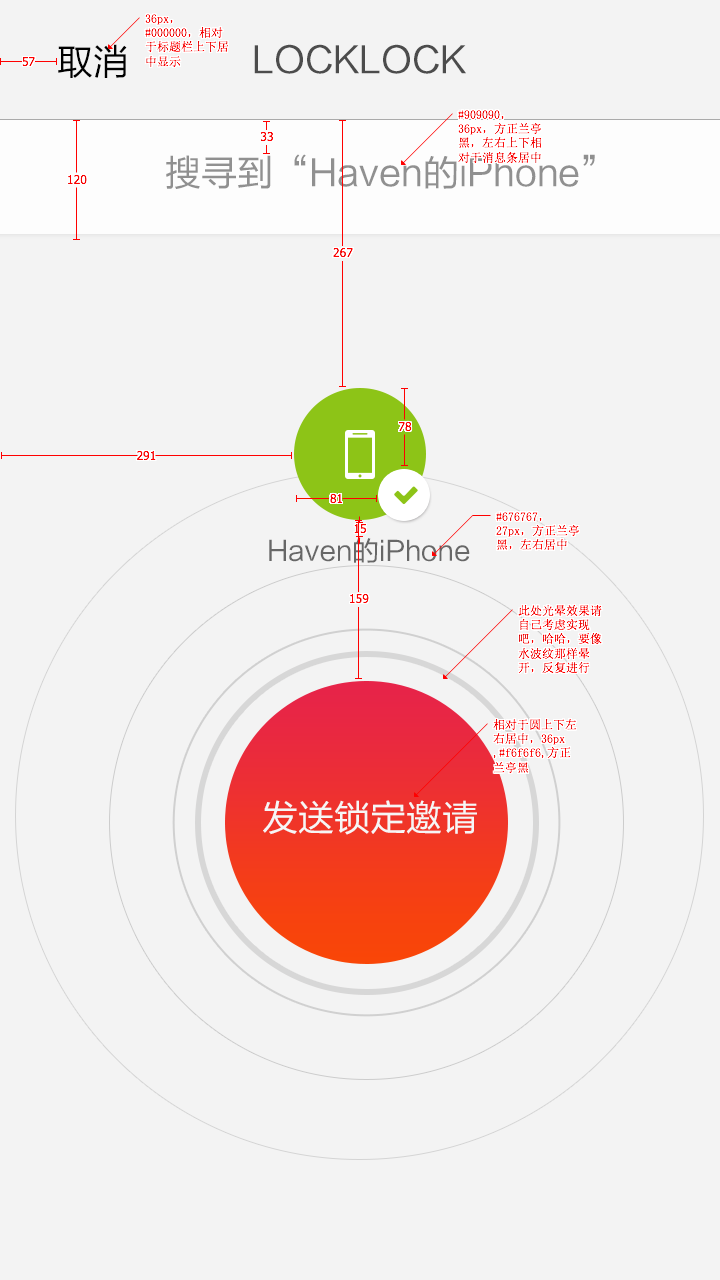 36px,
#000000, 相对
于标题栏上下居
中显示
57
取消
LOCKLOCK
#909090,
36px, 方正兰亭
黑, 左右上下相
对于消息条居中
33
120
搜寻到“Haven的iPhone”
267
78
291
81
15
#676767,
27px, 方正兰亭
黑, 左右居中
Haven的iPhone
159
此处光晕效果请
自己考虑实现
吧, 哈哈, 要像
水波纹那样晕
开, 反复进行
相对于圆上下左
右居中, 36px
,#f6f6f6,方正
兰亭黑
发送锁定邀请